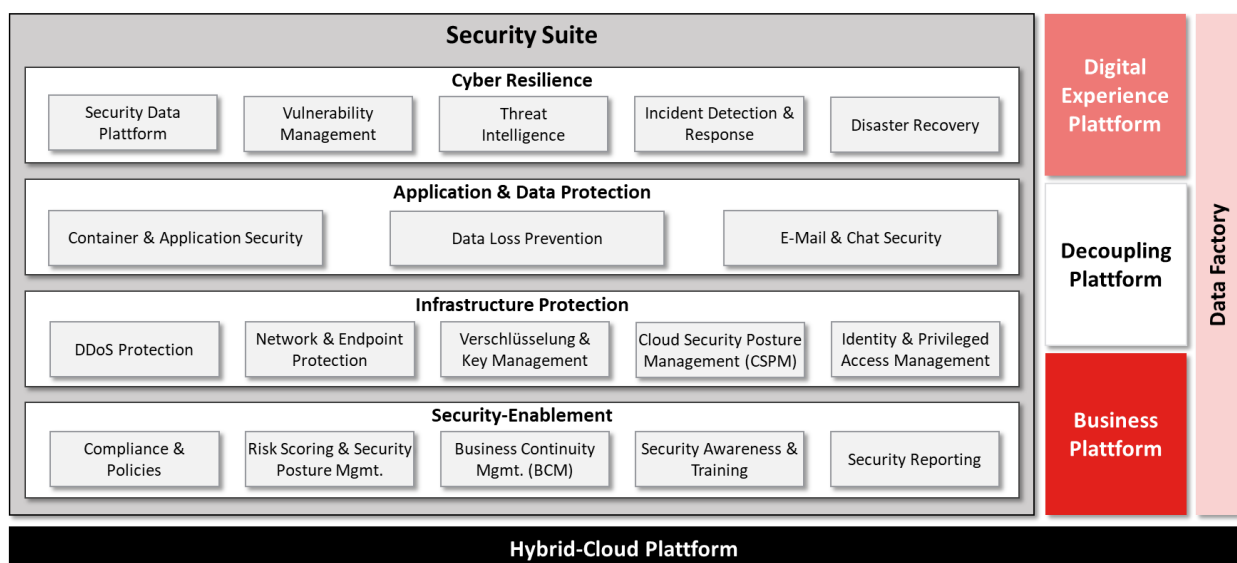 Security Suite
Cyber Resilience
Security Data
Plattform
Vulnerability
Management
Threat
Intelligence
Incident Detection &
Response
Disaster Recovery
Application & Data Protection
Container & Application Security
Data Loss Prevention
E-Mail & Chat Security
Infrastructure Protection
DDoS Protection
Network & Endpoint
Protection
Verschlüsselung &
Key Management
Cloud Security Posture
Management (CSPM)
Identity & Privileged
Access Management
Security-Enablement
Compliance &
Policies
Risk Scoring & Security
Posture Mgmt.
Business Continuity
Mgmt. (BCM)
Security Awareness &
Training
Security Reporting
Digital
Experience
Plattform
Decoupling
Plattform
Business
Plattform
Data Factory
Hybrid-Cloud Plattform